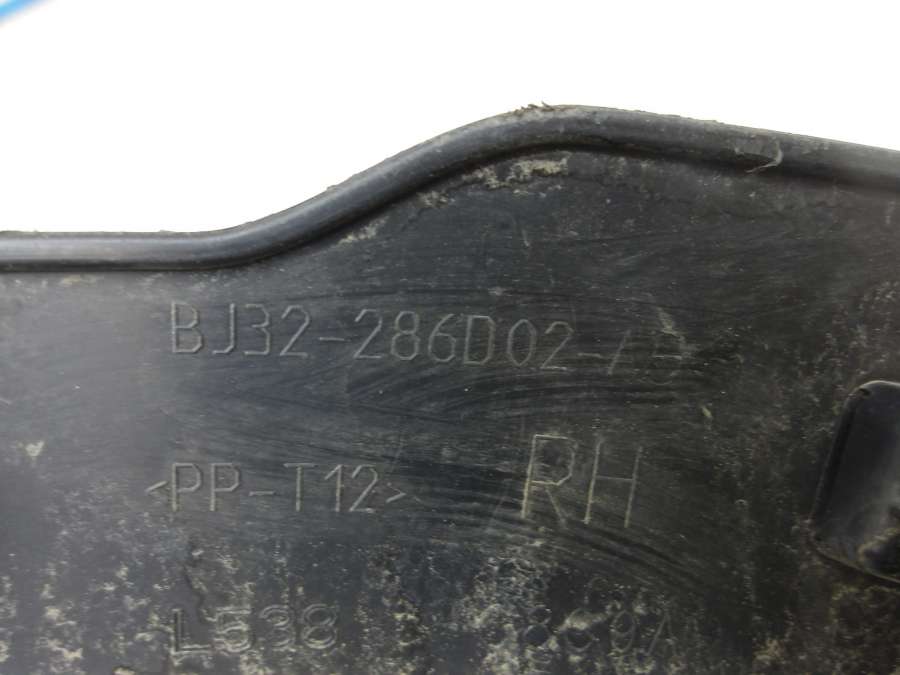 BJ32-286D02-A
<PP-T12> RH
L538